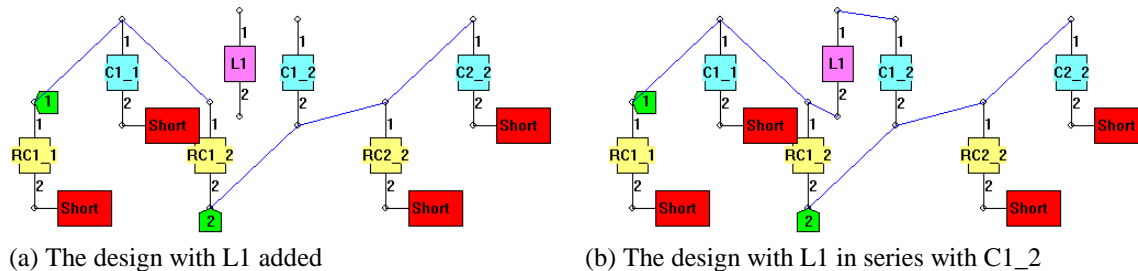 1
1
1
1
1
L1
C1_1
C1_2
C2_2
2
2
2
2
1
Short
Short
1
1
1
RC1_1
RC1_2
RC2_2
2
2
2
Short
Short
2
(a) The design with L1 added
1
1
1
1
C1_1
L1
C1_2
C2_2
1
2
2
2
2
Short
Short
1
1
1
RC1_1
RC1_2
RC2_2
2
2
2
Short
Short
2
(b) The design with L1 in series with C1_2